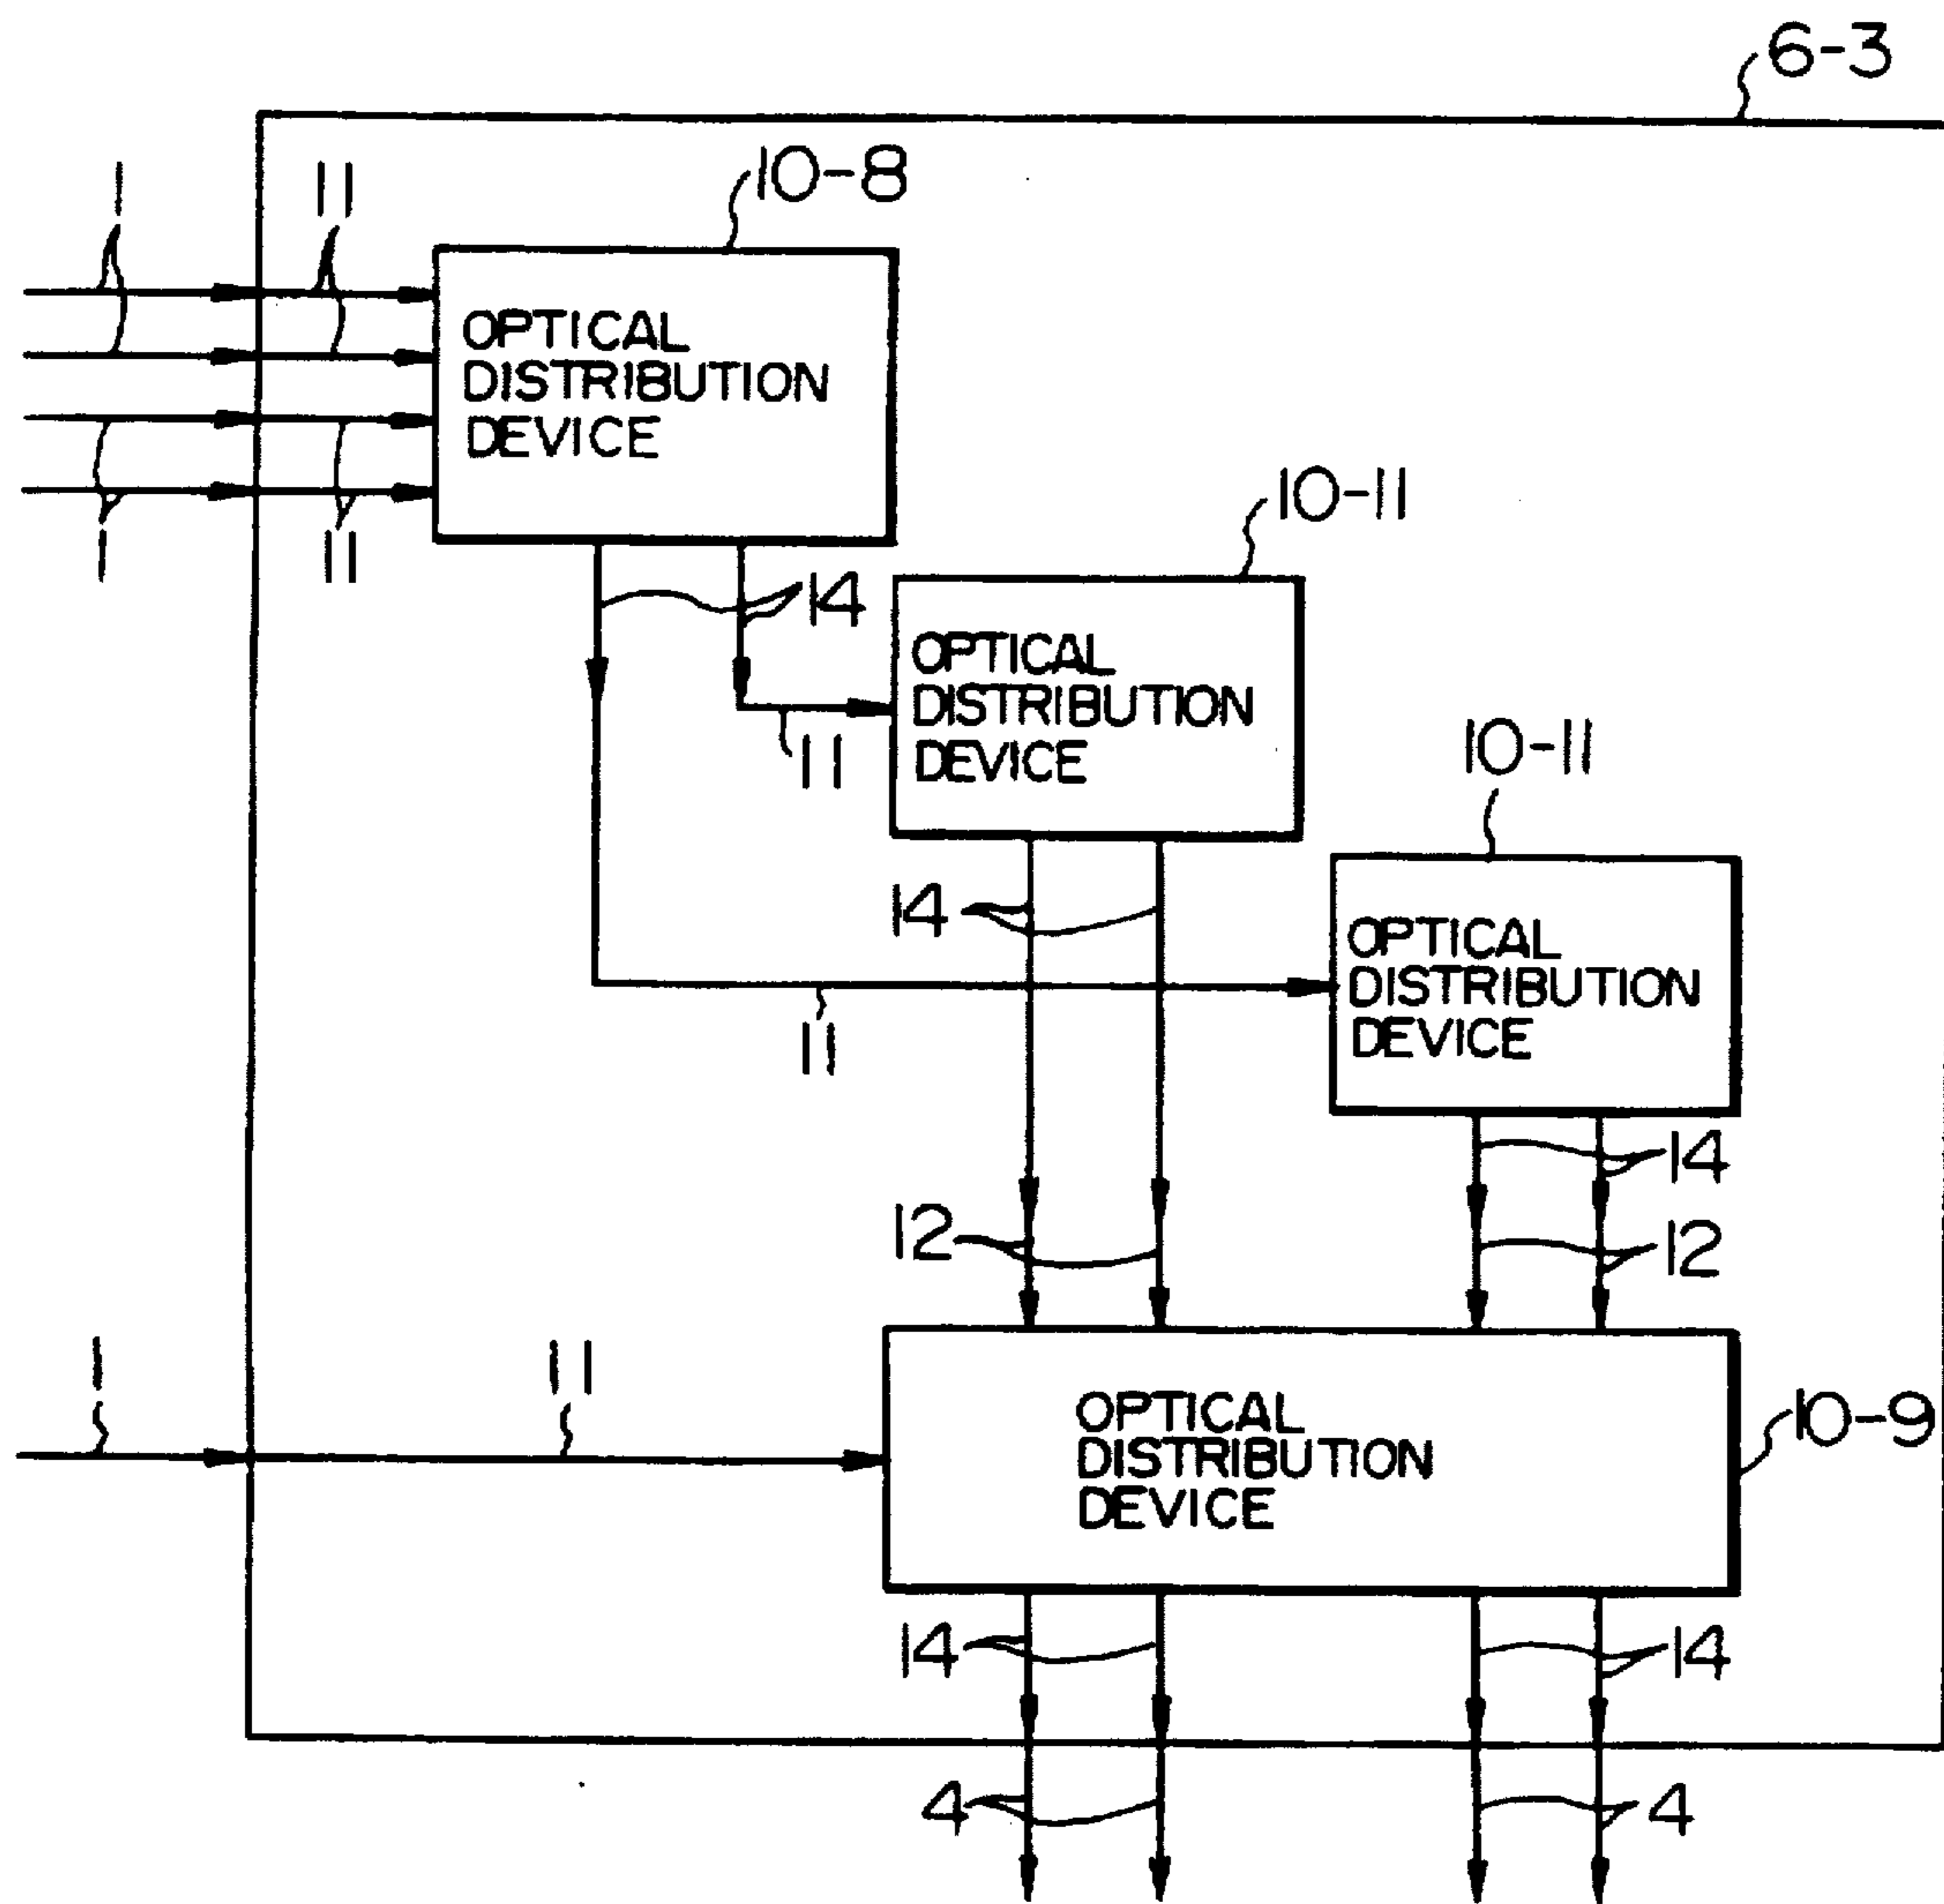 6-3
1
11
10-8
OPTICAL
DISTRIBUTION
DEVICE
1
11
14
10-11
OPTICAL
DISTRIBUTION
DEVICE
11
10-11
14
OPTICAL
DISTRIBUTION
DEVICE
11
14
12
12
1
11
OPTICAL
DISTRIBUTION
DEVICE
10-9
14
14
4
4